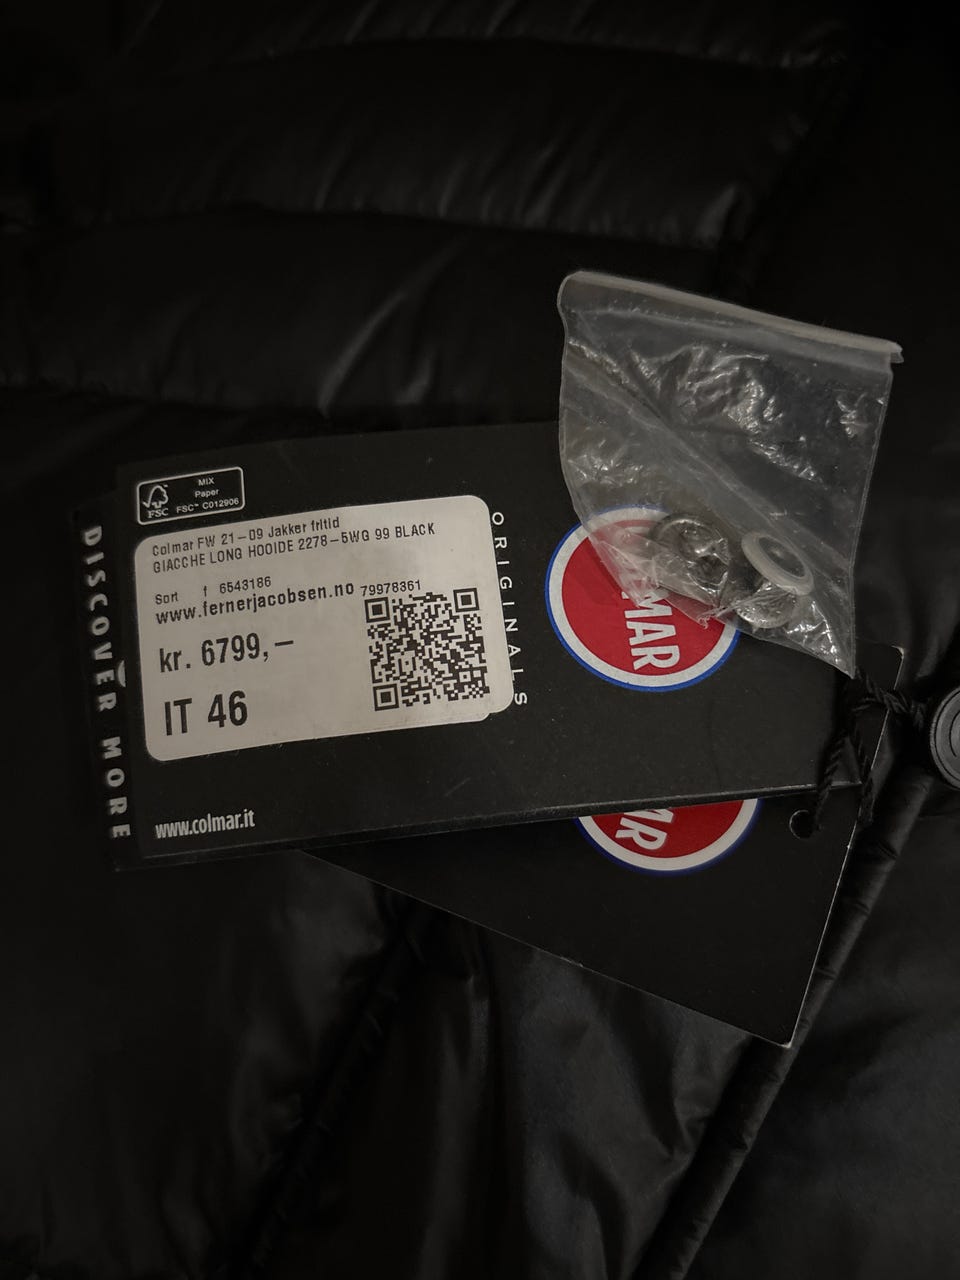 MIX
Paper
FSC
FSC™ C012906
Colmar FW 21-09 Jakker fritid
GIACCHE LONG HOOIDE 2278-5WG 99 BLACK
Sort f 6543186
www.fernerjacobsen.no 79978361
kr. 6799,-
IT 46
www.colmar.it
DISCOVER MORE
ORIGINALS
MAR